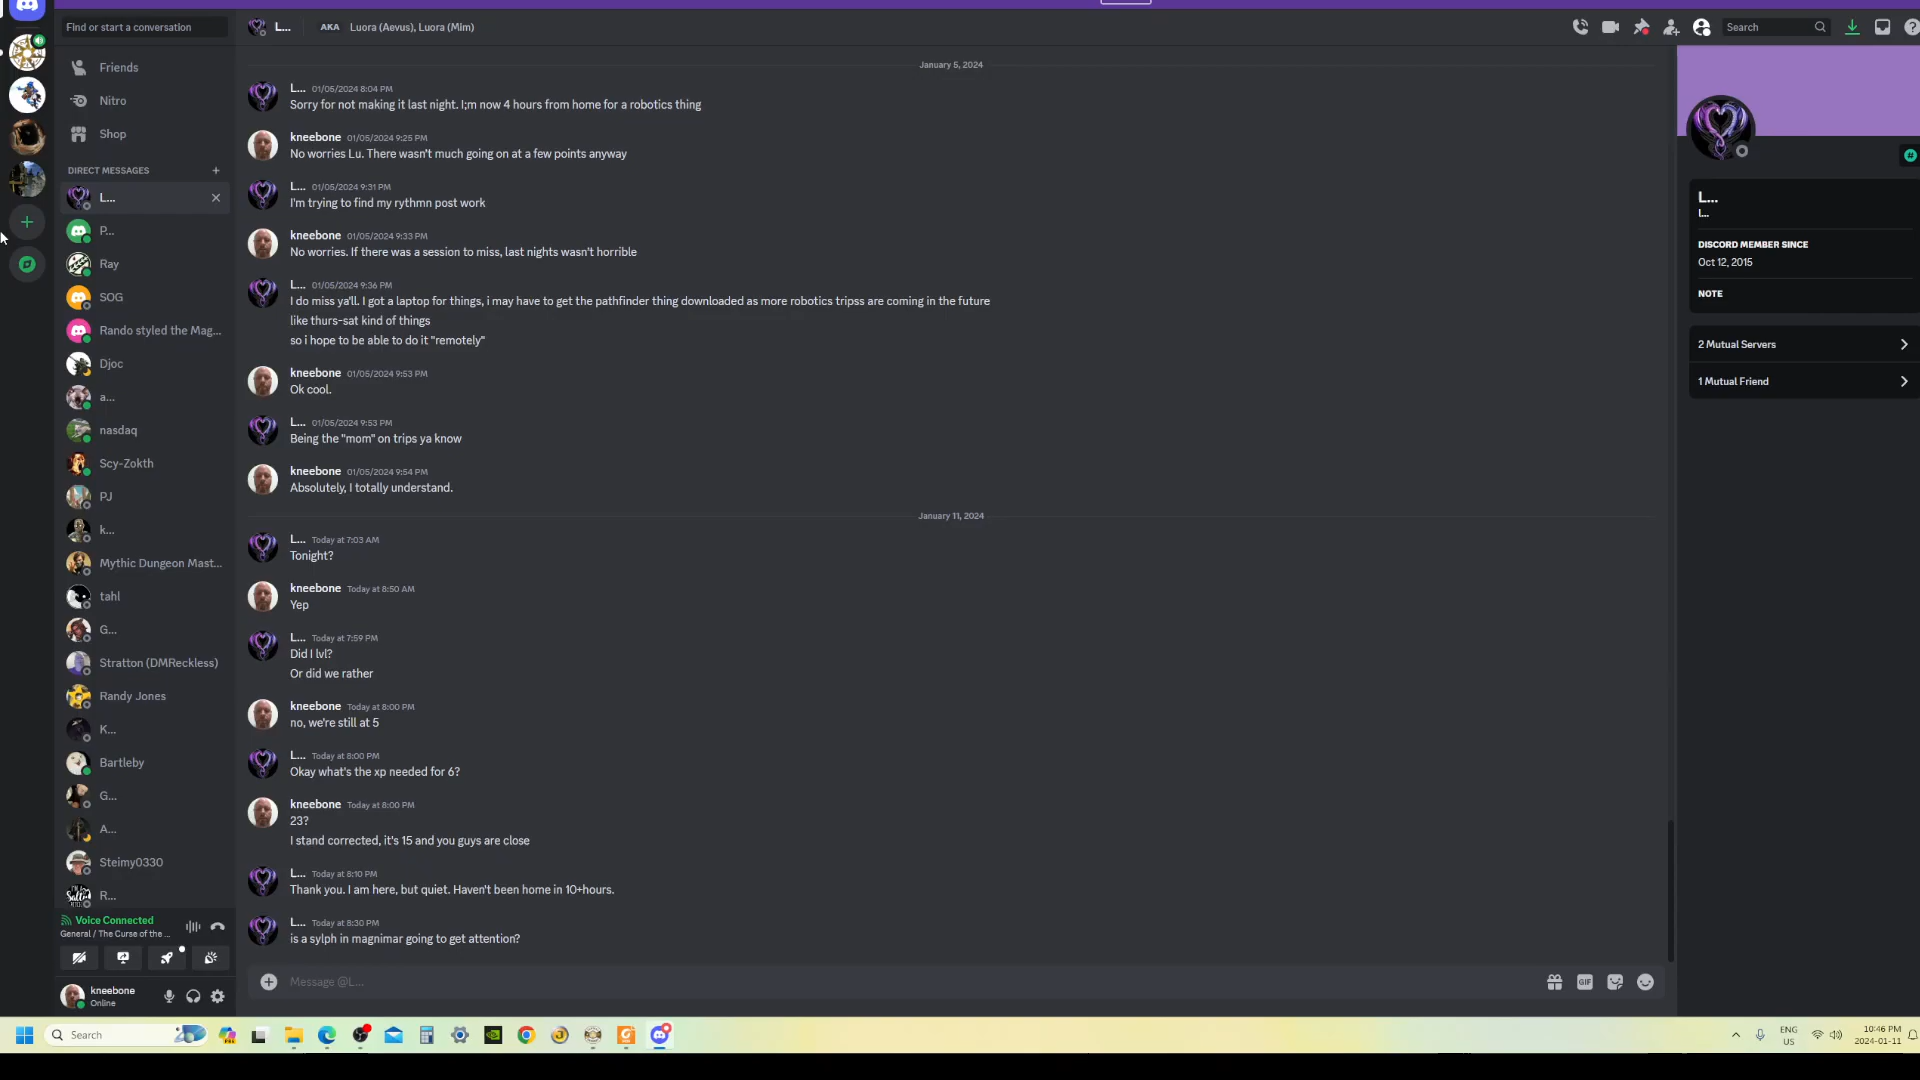 Find or start a conversation
L...
AKA Luora (Aevus), Luora (Mim)
Search
Friends
Nitro
Shop
DIRECT MESSAGES
L...
P...
Ray
SOG
Rando styled the Mag...
Djoc
a...
nasdaq
Scy-Zokth
PJ
k...
Mythic Dungeon Mast...
tahl
G...
Stratton (DMReckless)
Randy Jones
K...
Bartleby
G...
A...
Steimy0330
R...
Voice Connected
General / The Curse of the ...
kneebone
Online
January 5, 2024
L... 01/05/2024 8:04 PM
Sorry for not making it last night. I;m now 4 hours from home for a robotics thing
kneebone 01/05/2024 9:25 PM
No worries Lu. There wasn't much going on at a few points anyway
L... 01/05/2024 9:31 PM
I'm trying to find my rythmn post work
kneebone 01/05/2024 9:33 PM
No worries. If there was a session to miss, last nights wasn't horrible
L... 01/05/2024 9:36 PM
I do miss ya'll. I got a laptop for things, i may have to get the pathfinder thing downloaded as more robotics tripss are coming in the future
like thurs-sat kind of things
so i hope to be able to do it "remotely"
kneebone 01/05/2024 9:53 PM
Ok cool.
L... 01/05/2024 9:53 PM
Being the "mom" on trips ya know
kneebone 01/05/2024 9:54 PM
Absolutely, I totally understand.
January 11, 2024
L... Today at 7:03 AM
Tonight?
kneebone Today at 8:50 AM
Yep
L... Today at 7:59 PM
Did I lvl?
Or did we rather
kneebone Today at 8:00 PM
no, we're still at 5
L... Today at 8:00 PM
Okay what's the xp needed for 6?
kneebone Today at 8:00 PM
23?
I stand corrected, it's 15 and you guys are close
L... Today at 8:10 PM
Thank you. I am here, but quiet. Haven't been home in 10+hours.
L... Today at 8:30 PM
is a sylph in magnimar going to get attention?
Message @L...
GIF
L...
l...
DISCORD MEMBER SINCE
Oct 12, 2015
NOTE
2 Mutual Servers
1 Mutual Friend
Search
ENG
US
10:46 PM
2024-01-11